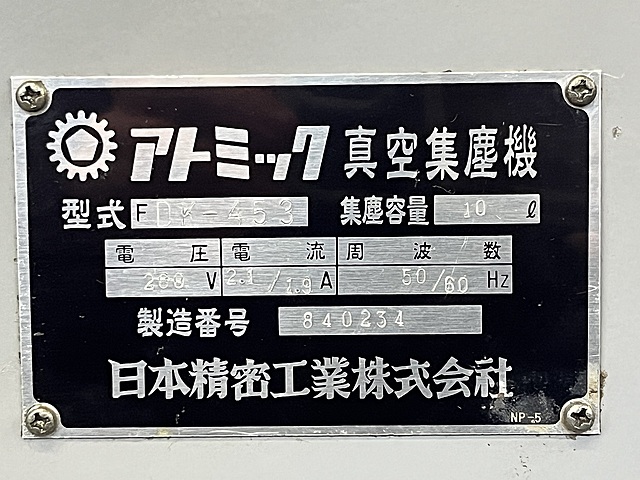 アトミック 真空集塵機
型式 FDK-453 集塵容量 10 ℓ
電圧 電流 周波数
200 V 2.1/1.9 A 50/60 Hz
製造番号 840234
日本精密工業株式会社
NP-5